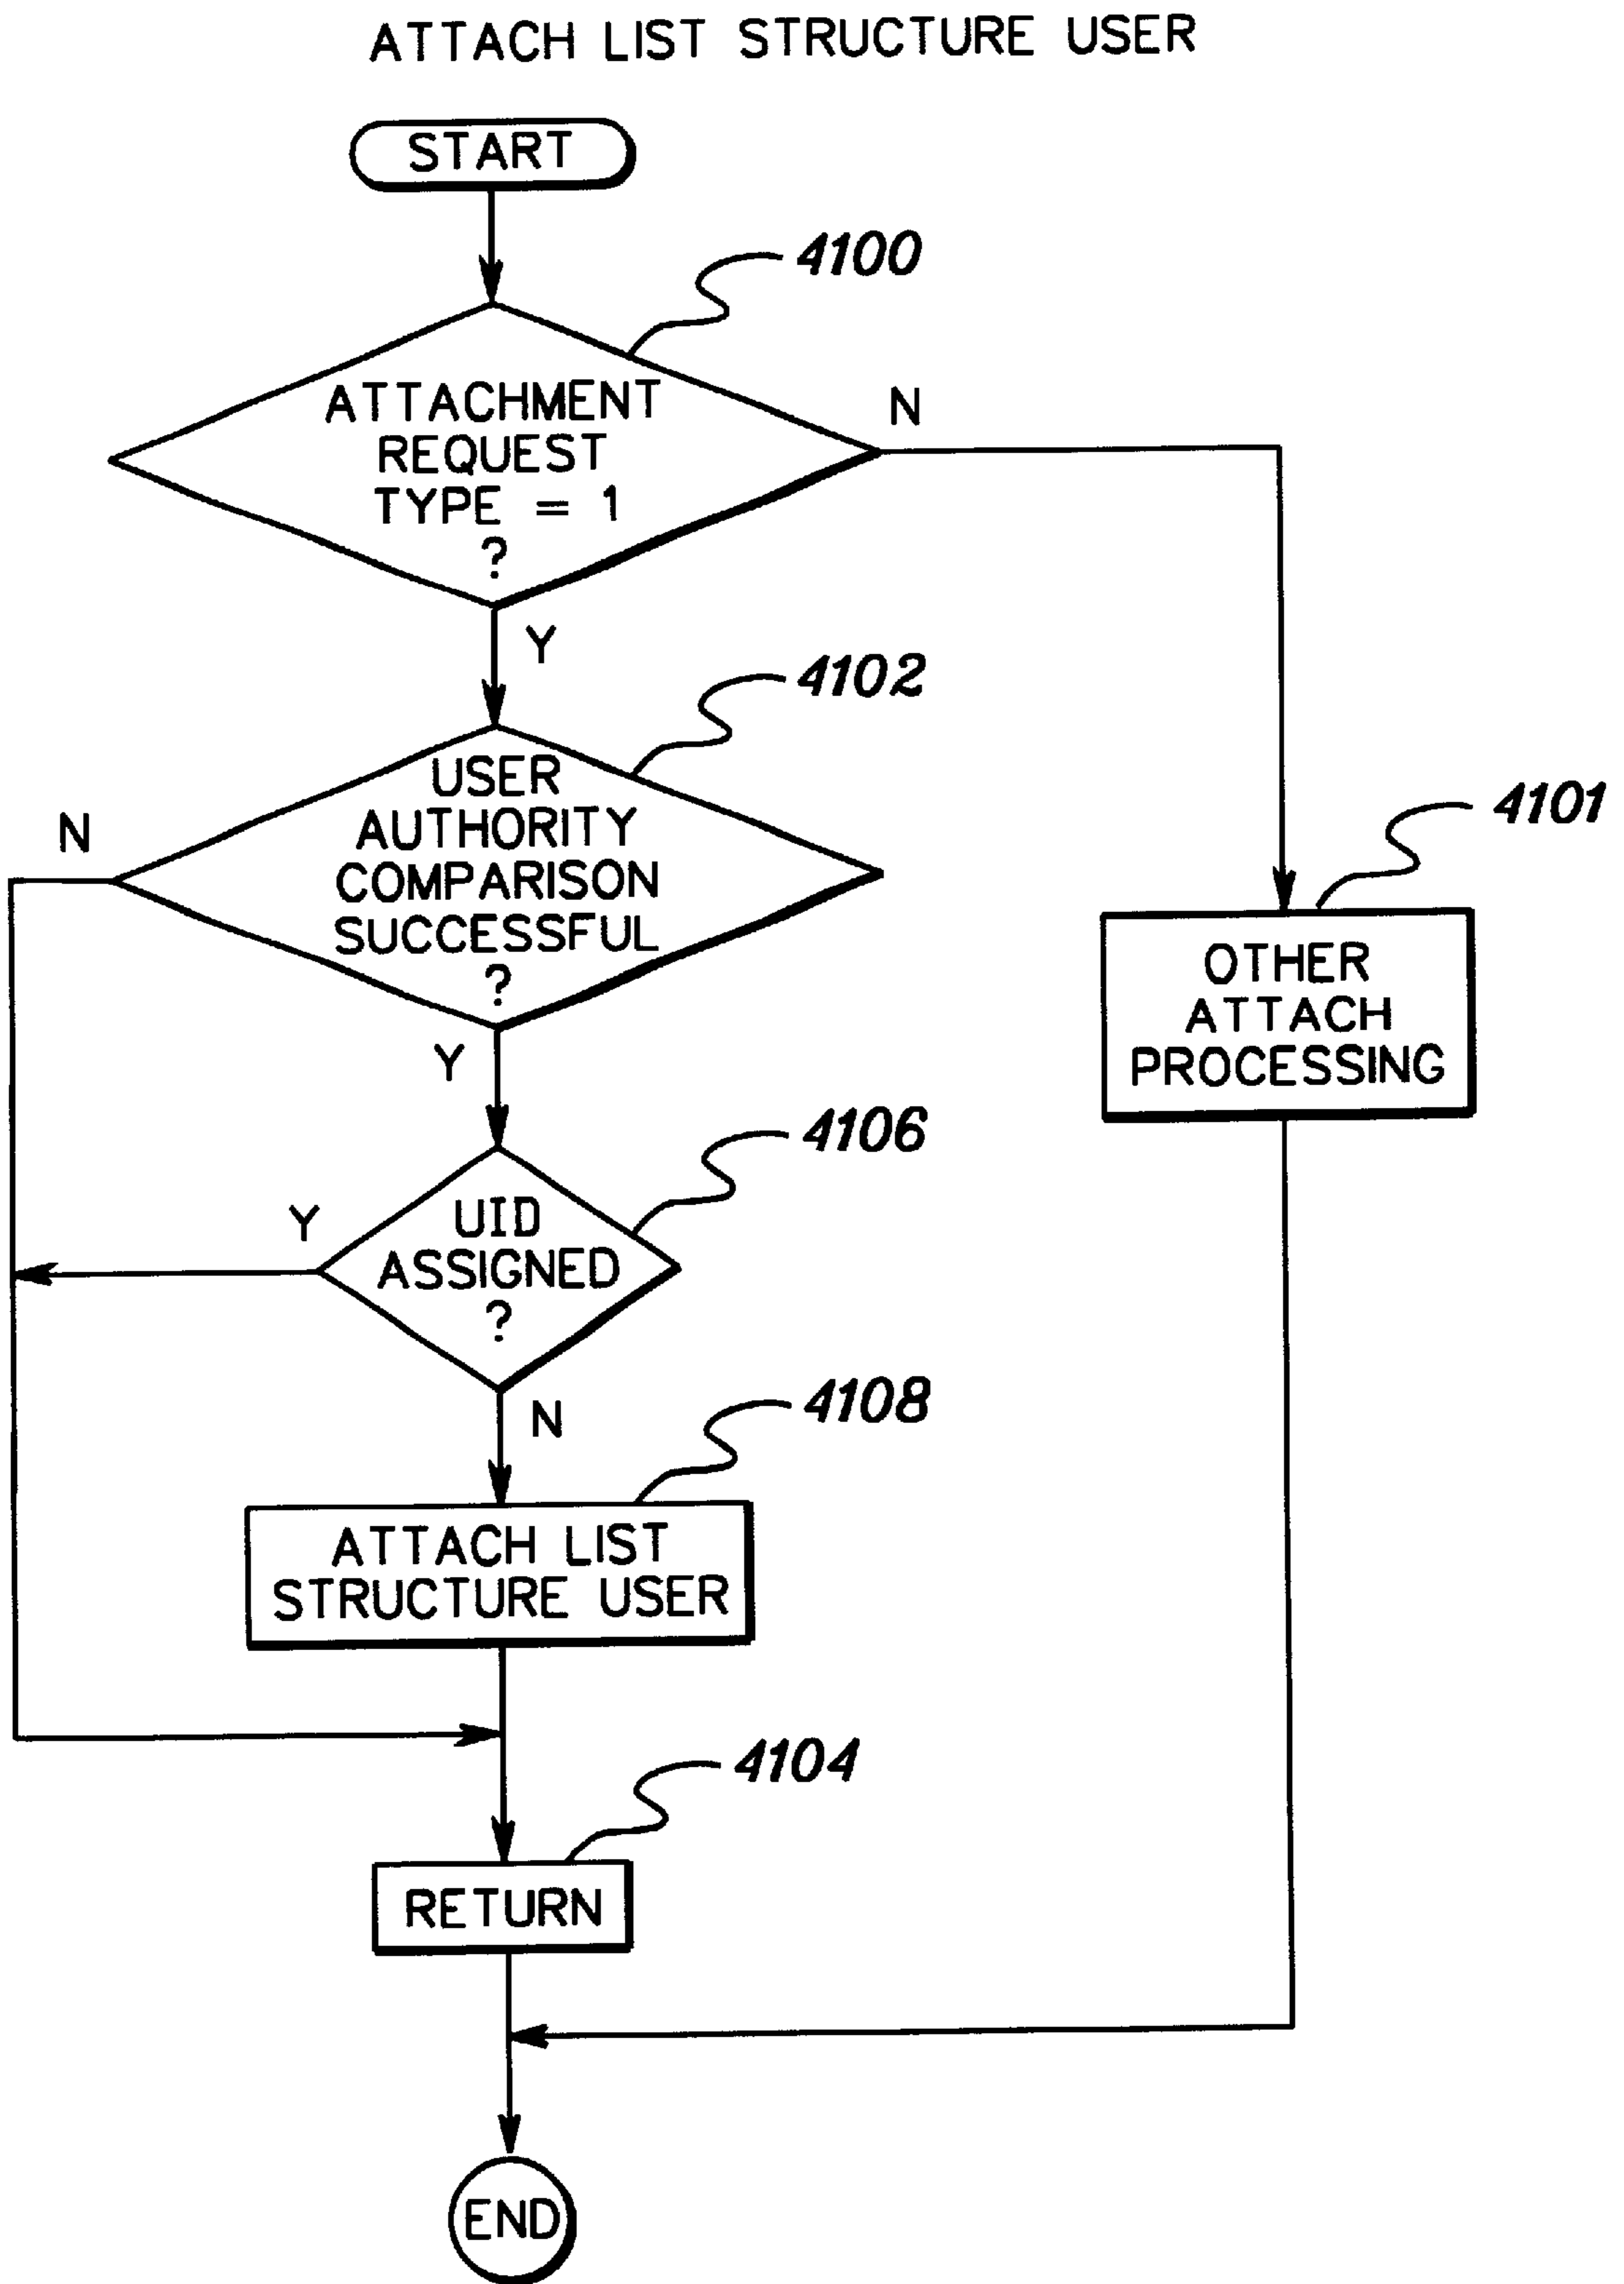 ATTACH LIST STRUCTURE USER
START
4100
ATTACHMENT
REQUEST
TYPE = 1
?
N
Y
4102
USER
AUTHORITY
COMPARISON
SUCCESSFUL
?
N
Y
4101
OTHER
ATTACH
PROCESSING
4106
UID
ASSIGNED
?
Y
N
4108
ATTACH LIST
STRUCTURE USER
4104
RETURN
END